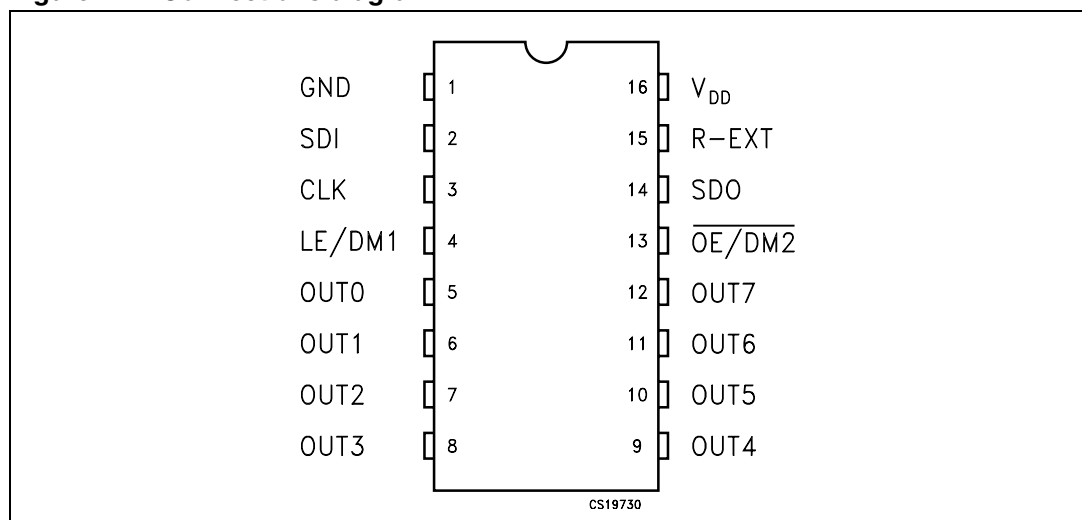 GND 1 16 VDD
SDI 2 15 R-EXT
CLK 3 14 SDO
LE/DM1 4 13 OE/DM2
OUT0 5 12 OUT7
OUT1 6 11 OUT6
OUT2 7 10 OUT5
OUT3 8 9 OUT4
CS19730